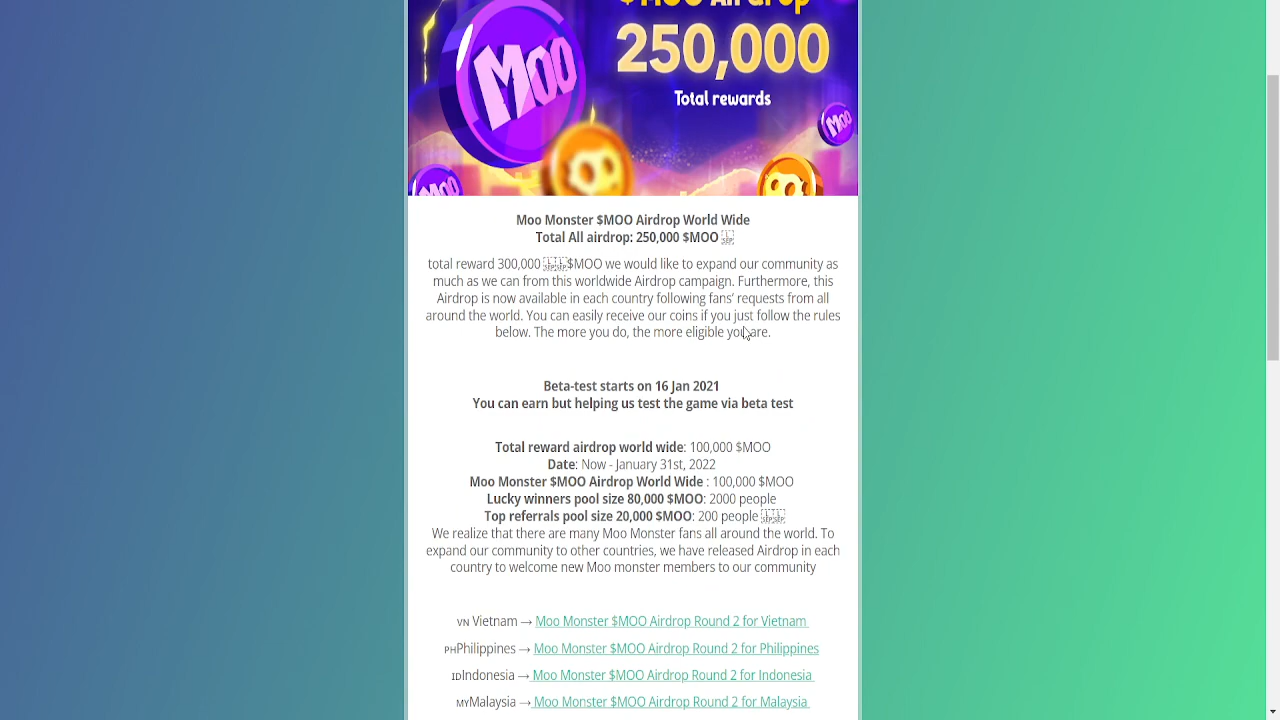 $MOO Airdrop
250,000
Total rewards
MOO
MOO
MOO
Moo Monster $MOO Airdrop World Wide
Total All airdrop: 250,000 $MOO
total reward 300,000 $MOO we would like to expand our community as
much as we can from this worldwide Airdrop campaign. Furthermore, this
Airdrop is now available in each country following fans’ requests from all
around the world. You can easily receive our coins if you just follow the rules
below. The more you do, the more eligible you are.
Beta-test starts on 16 Jan 2021
You can earn but helping us test the game via beta test
Total reward airdrop world wide: 100,000 $MOO
Date: Now - January 31st, 2022
Moo Monster $MOO Airdrop World Wide : 100,000 $MOO
Lucky winners pool size 80,000 $MOO: 2000 people
Top referrals pool size 20,000 $MOO: 200 people
We realize that there are many Moo Monster fans all around the world. To
expand our community to other countries, we have released Airdrop in each
country to welcome new Moo monster members to our community
VN Vietnam → Moo Monster $MOO Airdrop Round 2 for Vietnam
PHPhilippines → Moo Monster $MOO Airdrop Round 2 for Philippines
IDIndonesia → Moo Monster $MOO Airdrop Round 2 for Indonesia
MYMalaysia → Moo Monster $MOO Airdrop Round 2 for Malaysia